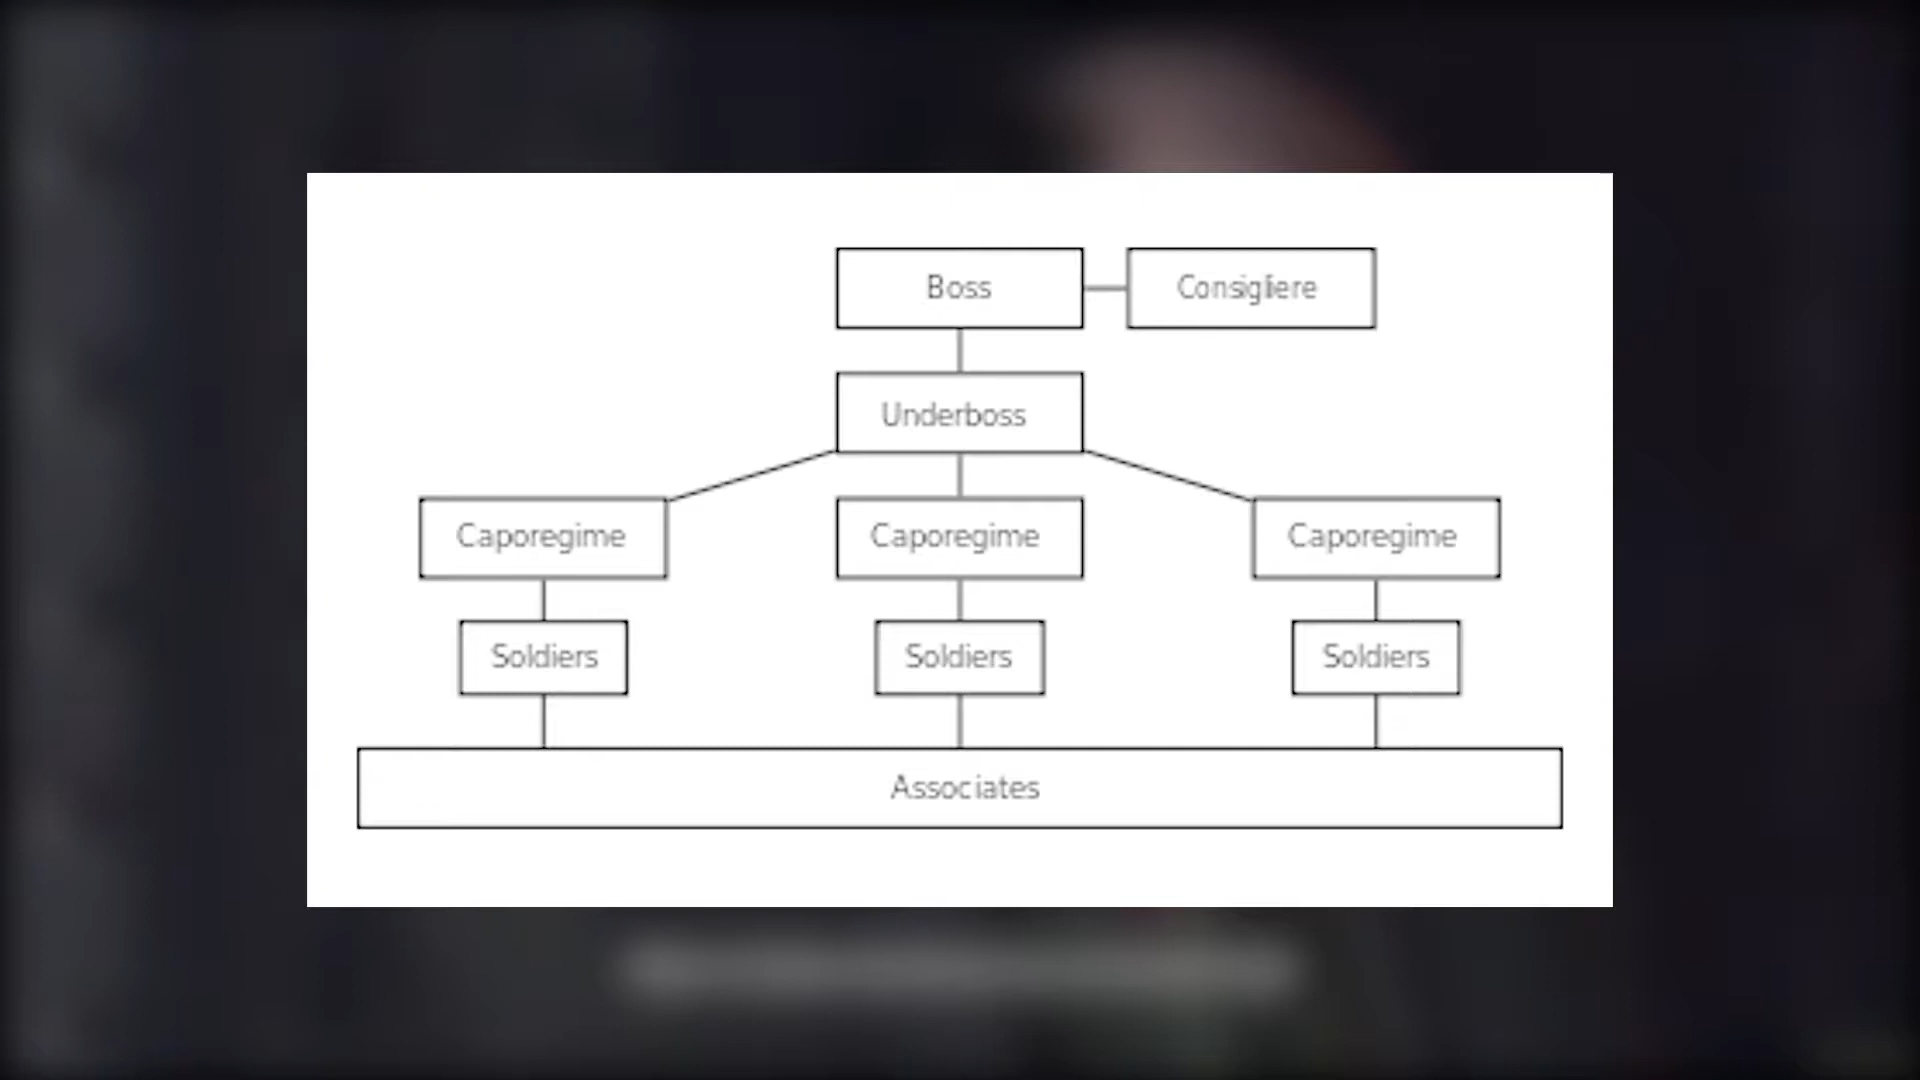 Boss
Consigliere
Underboss
Caporegime
Caporegime
Caporegime
Soldiers
Soldiers
Soldiers
Associates